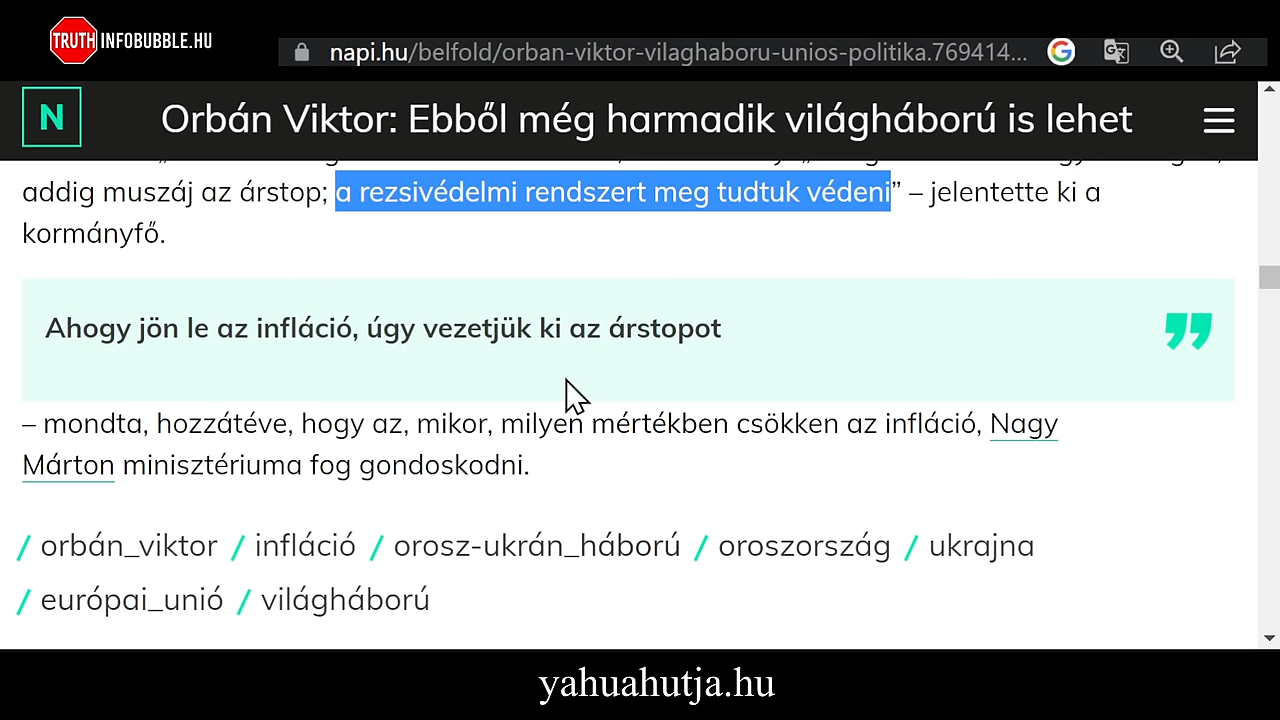 TRUTH INFOBUBBLE.HU
napi.hu/belfold/orban-viktor-vilaghaboru-unios-politika.769414...
N
Orbán Viktor: Ebből még harmadik világháború is lehet
addig muszáj az árstop; a rezsivédelmi rendszert meg tudtuk védeni” – jelentette ki a
kormányfő.
Ahogy jön le az infláció, úgy vezetjük ki az árstopot
– mondta, hozzátéve, hogy az, mikor, milyen mértékben csökken az infláció, Nagy
Márton minisztériuma fog gondoskodni.
/ orbán_viktor / infláció / orosz-ukrán_háború / oroszország / ukrajna
/ európai_unió / világháború
yahuahutja.hu